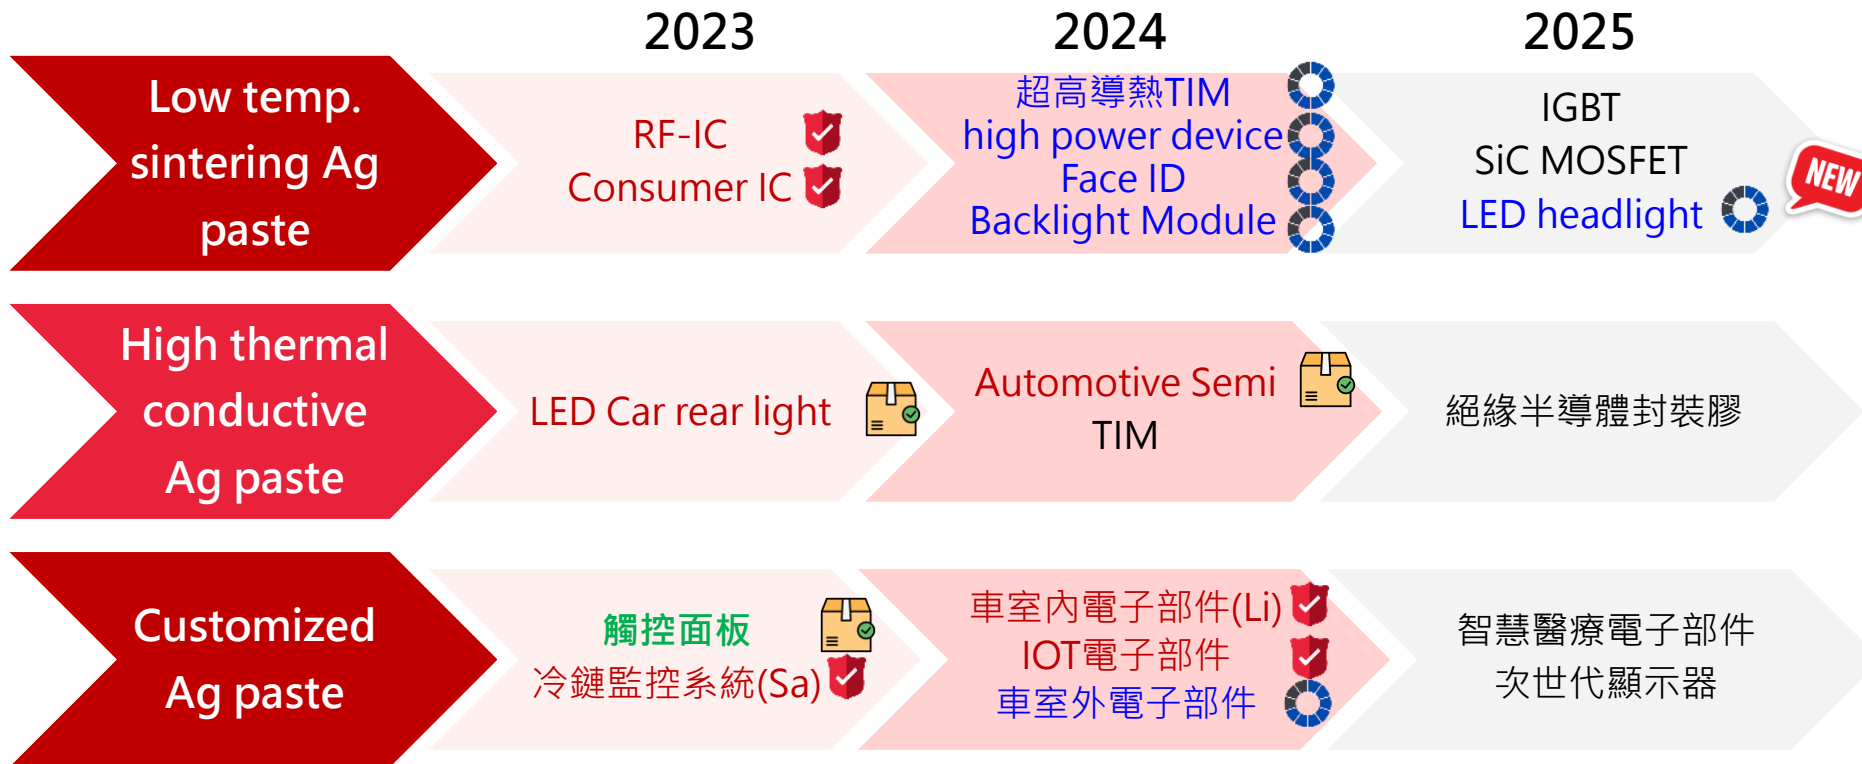 2023
2024
2025
Low temp.
sintering Ag
paste
RF-IC
Consumer IC
超高導熱TIM
high power device
Face ID
Backlight Module
IGBT
SiC MOSFET
LED headlight
NEW
High thermal
conductive
Ag paste
LED Car rear light
Automotive Semi
TIM
絕緣半導體封裝膠
Customized
Ag paste
觸控面板
冷鏈監控系統(Sa)
車室內電子部件(Li)
IOT電子部件
車室外電子部件
智慧醫療電子部件
次世代顯示器